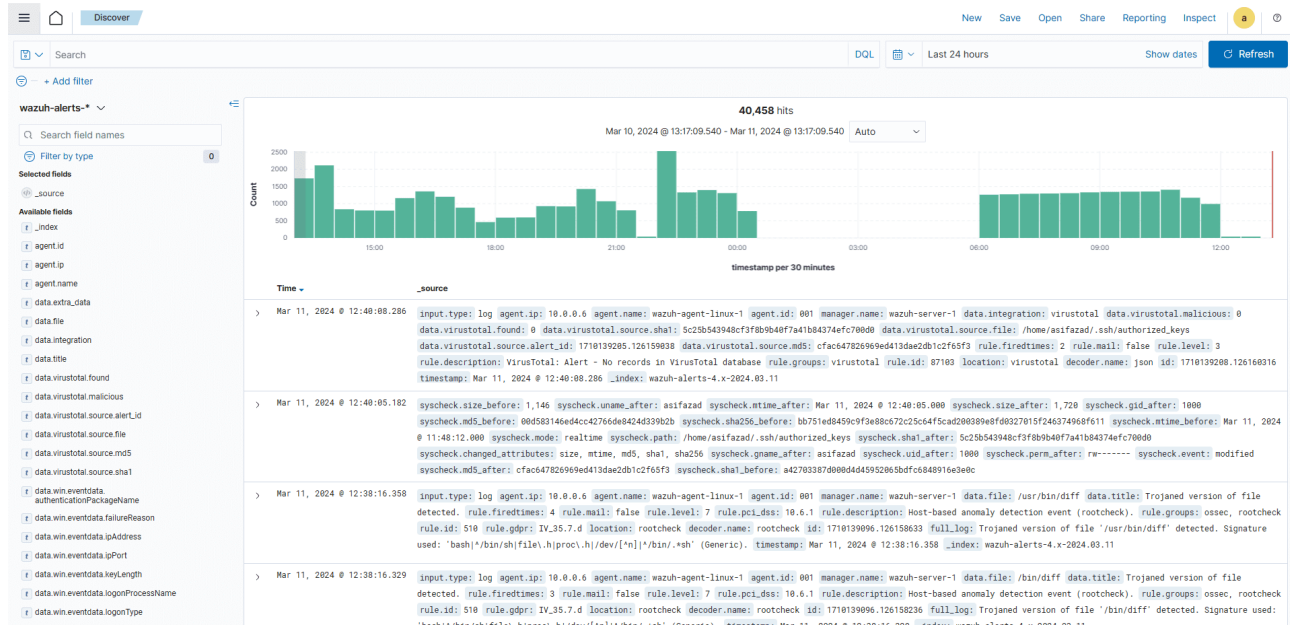 Discover
New Save Open Share Reporting Inspect a
Search DQL Last 24 hours Show dates Refresh
+ Add filter
wazuh-alerts-*
Search field names
Filter by type 0
Selected fields
_source
Available fields
t _index
t agent.id
t agent.ip
t agent.name
t data.extra_data
t data.file
t data.integration
t data.title
t data.virustotal.found
t data.virustotal.malicious
t data.virustotal.source.alert_id
t data.virustotal.source.file
t data.virustotal.source.md5
t data.virustotal.source.sha1
t data.win.eventdata.
authenticationPackageName
t data.win.eventdata.failureReason
t data.win.eventdata.ipAddress
t data.win.eventdata.ipPort
t data.win.eventdata.keyLength
t data.win.eventdata.logonProcessName
t data.win.eventdata.logonType
40,458 hits
Mar 10, 2024 @ 13:17:09.540 - Mar 11, 2024 @ 13:17:09.540 Auto
Count
2500
2000
1500
1000
500
0
15:00 18:00 21:00 00:00 03:00 06:00 09:00 12:00
timestamp per 30 minutes
Time _source
Mar 11, 2024 @ 12:40:08.286 input.type: log agent.ip: 10.0.0.6 agent.name: wazuh-agent-linux-1 agent.id: 001 manager.name: wazuh-server-1 data.integration: virustotal data.virustotal.malicious: 0
data.virustotal.found: 0 data.virustotal.source.sha1: 5c25b543948cf3f8b9b40f7a41b84374efc700d0 data.virustotal.source.file: /home/asifazad/.ssh/authorized_keys
data.virustotal.source.alert_id: 1710139205.126159038 data.virustotal.source.md5: cfac647826969ed413dae2db1c2f65f3 rule.firedtimes: 2 rule.mail: false rule.level: 3
rule.description: VirusTotal: Alert - No records in VirusTotal database rule.groups: virustotal rule.id: 87103 location: virustotal decoder.name: json id: 1710139208.126160316
timestamp: Mar 11, 2024 @ 12:40:08.286 _index: wazuh-alerts-4.x-2024.03.11
Mar 11, 2024 @ 12:40:05.182 syscheck.size_before: 1,146 syscheck.uname_after: asifazad syscheck.mtime_after: Mar 11, 2024 @ 12:40:05.000 syscheck.size_after: 1,720 syscheck.gid_after: 1000
syscheck.md5_before: 00d583146ed4cc42766de8424d339b2b syscheck.sha256_before: bb751ed8459c9f3e88c672c25c64f5cad200389e8fd0327015f246374968f611 syscheck.mtime_before: Mar 11, 2024
@ 11:48:12.000 syscheck.mode: realtime syscheck.path: /home/asifazad/.ssh/authorized_keys syscheck.sha1_after: 5c25b543948cf3f8b9b40f7a41b84374efc700d0
syscheck.changed_attributes: size, mtime, md5, sha1, sha256 syscheck.gname_after: asifazad syscheck.uid_after: 1000 syscheck.perm_after: rw------- syscheck.event: modified
syscheck.md5_after: cfac647826969ed413dae2db1c2f65f3 syscheck.sha1_before: a42703387d000d4d45952065bdfc6848916e3e0c
Mar 11, 2024 @ 12:38:16.358 input.type: log agent.ip: 10.0.0.6 agent.name: wazuh-agent-linux-1 agent.id: 001 manager.name: wazuh-server-1 data.file: /usr/bin/diff data.title: Trojaned version of file
detected. rule.firedtimes: 4 rule.mail: false rule.level: 7 rule.pci_dss: 10.6.1 rule.description: Host-based anomaly detection event (rootcheck). rule.groups: ossec, rootcheck
rule.id: 510 rule.gdpr: IV_35.7.d location: rootcheck decoder.name: rootcheck id: 1710139096.126158633 full_log: Trojaned version of file '/usr/bin/diff' detected. Signature
used: 'bash|^/bin/sh|file\.h|proc\.h|/dev/[^n]|^/bin/.*sh' (Generic). timestamp: Mar 11, 2024 @ 12:38:16.358 _index: wazuh-alerts-4.x-2024.03.11
Mar 11, 2024 @ 12:38:16.329 input.type: log agent.ip: 10.0.0.6 agent.name: wazuh-agent-linux-1 agent.id: 001 manager.name: wazuh-server-1 data.file: /bin/diff data.title: Trojaned version of file
detected. rule.firedtimes: 3 rule.mail: false rule.level: 7 rule.pci_dss: 10.6.1 rule.description: Host-based anomaly detection event (rootcheck). rule.groups: ossec, rootcheck
rule.id: 510 rule.gdpr: IV_35.7.d location: rootcheck decoder.name: rootcheck id: 1710139096.126158236 full_log: Trojaned version of file '/bin/diff' detected. Signature used: